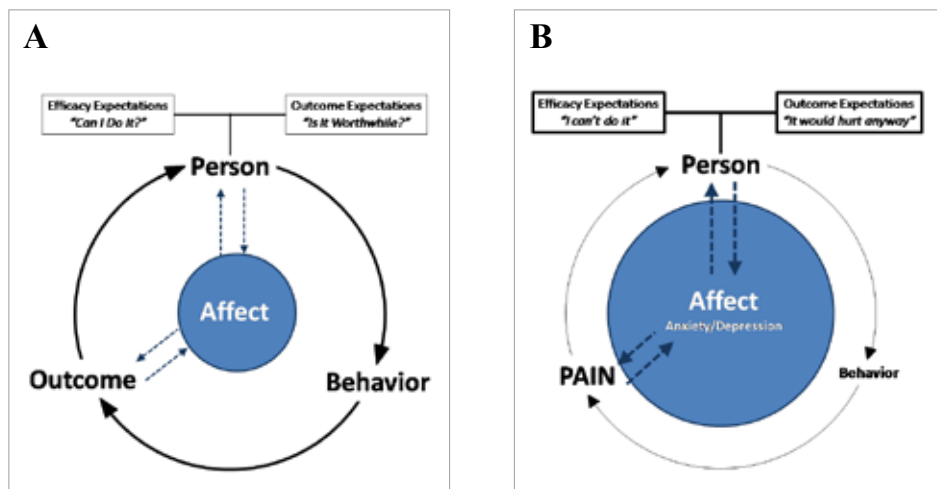 A
Efficacy Expectations
"Can I Do It?"
Outcome Expectations
"Is It Worthwhile?"
Person
Affect
Outcome
Behavior
B
Efficacy Expectations
"I can't do it"
Outcome Expectations
"It would hurt anyway"
Person
Affect
Anxiety/Depression
PAIN
Behavior